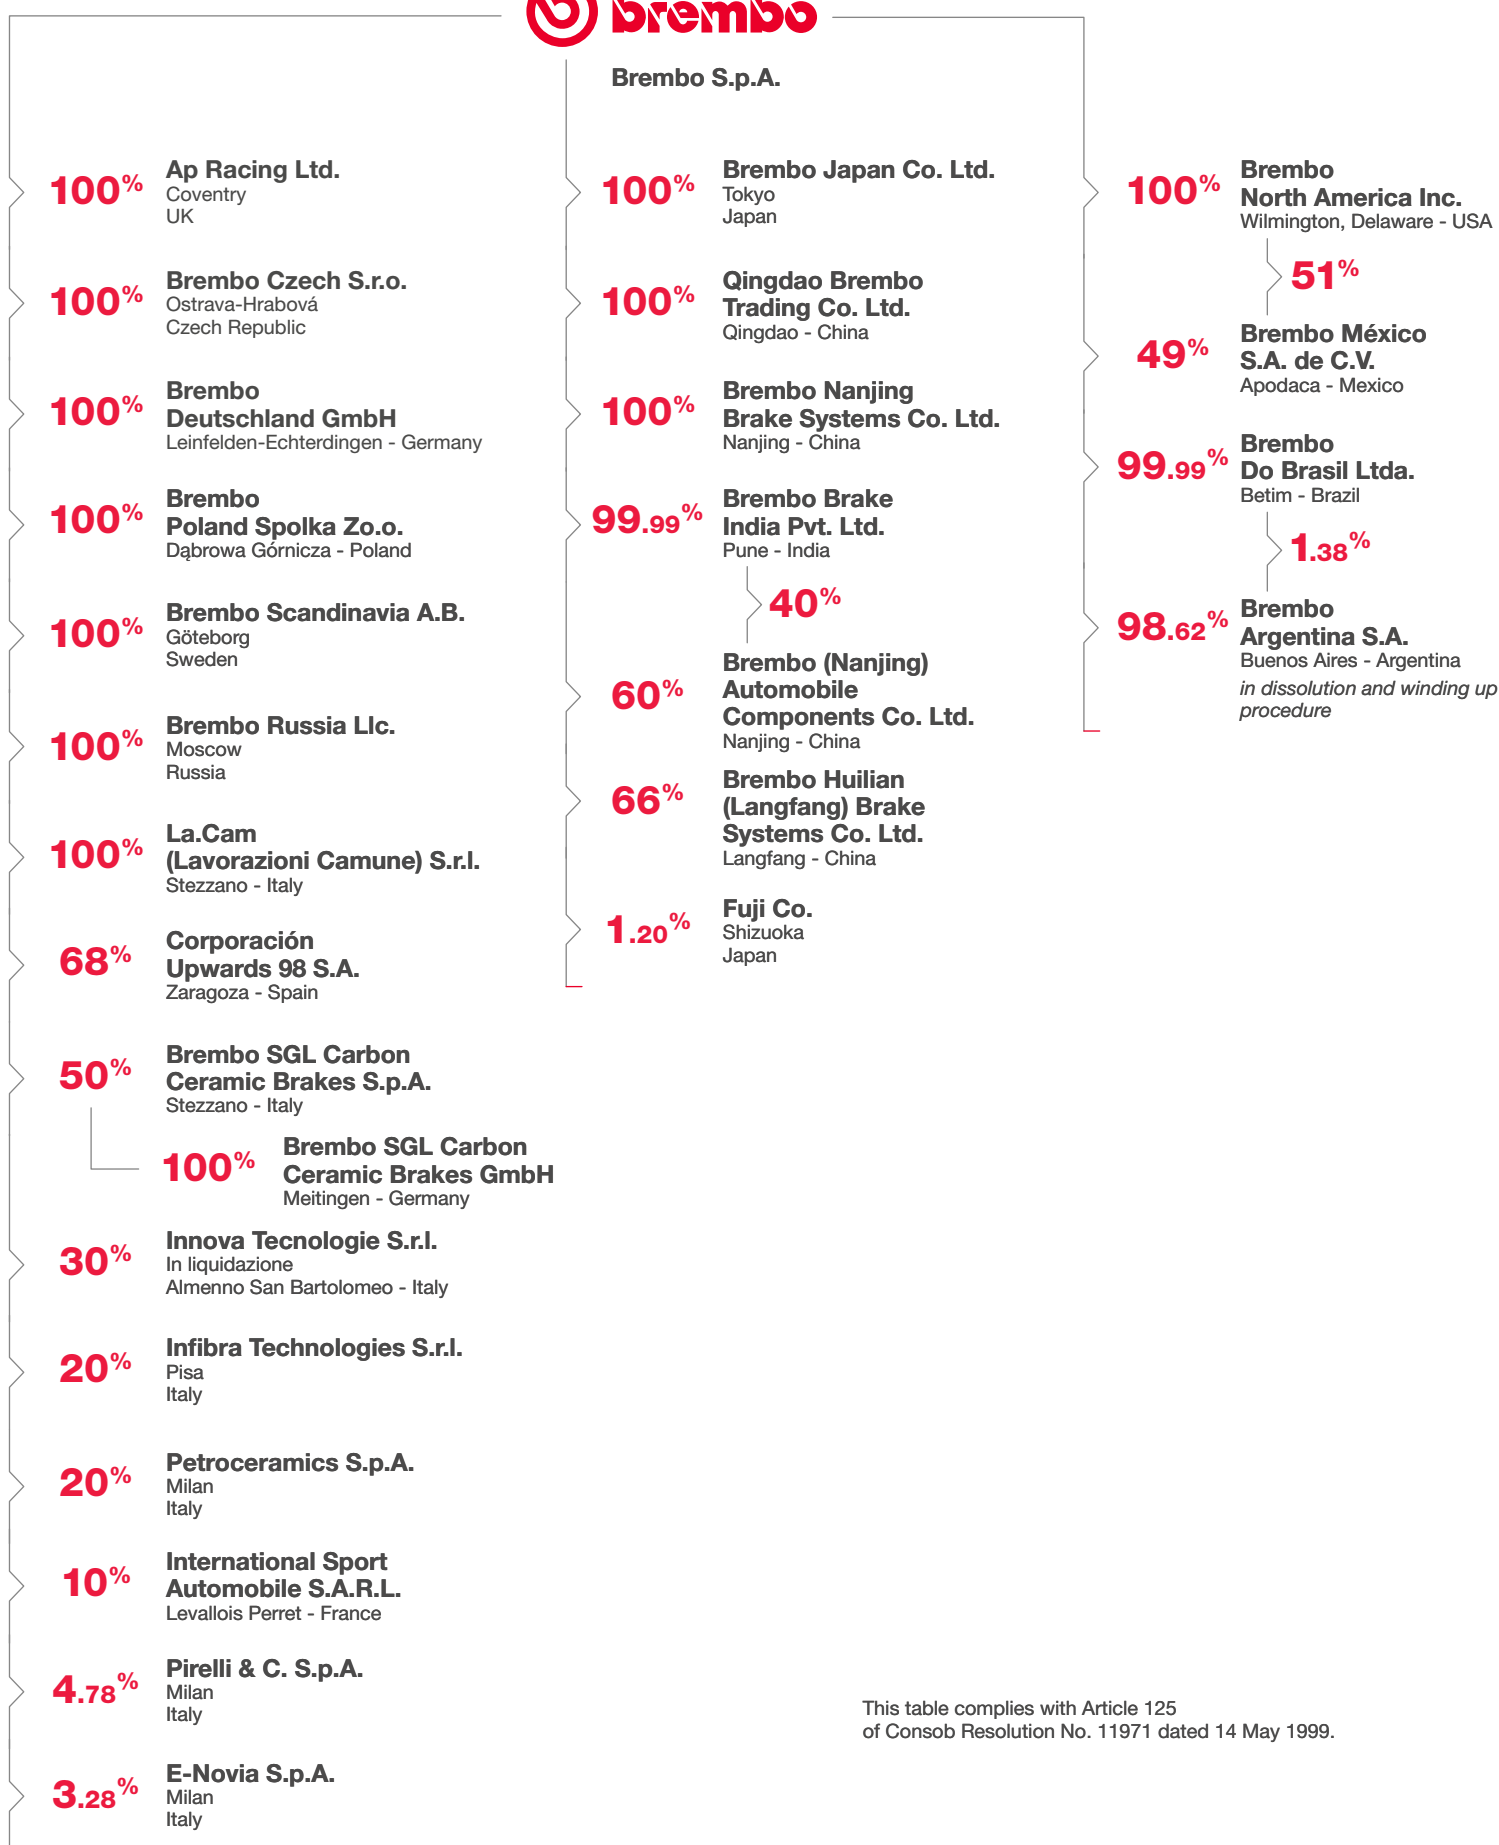 brembo
Brembo S.p.A.
100%
Ap Racing Ltd.
Coventry
UK
100%
Brembo Czech S.r.o.
Ostrava-Hrabová
Czech Republic
100%
Brembo
Deutschland GmbH
Leinfelden-Echterdingen - Germany
100%
Brembo
Poland Spolka Zo.o.
Dąbrowa Górnicza - Poland
100%
Brembo Scandinavia A.B.
Göteborg
Sweden
100%
Brembo Russia Llc.
Moscow
Russia
100%
La.Cam
(Lavorazioni Camune) S.r.l.
Stezzano - Italy
68%
Corporación
Upwards 98 S.A.
Zaragoza - Spain
50%
Brembo SGL Carbon
Ceramic Brakes S.p.A.
Stezzano - Italy
100%
Brembo SGL Carbon
Ceramic Brakes GmbH
Meitingen - Germany
30%
Innova Tecnologie S.r.l.
In liquidazione
Almenno San Bartolomeo - Italy
20%
Infibra Technologies S.r.l.
Pisa
Italy
20%
Petroceramics S.p.A.
Milan
Italy
10%
International Sport
Automobile S.A.R.L.
Levallois Perret - France
4.78%
Pirelli & C. S.p.A.
Milan
Italy
3.28%
E-Novia S.p.A.
Milan
Italy
100%
Brembo Japan Co. Ltd.
Tokyo
Japan
100%
Qingdao Brembo
Trading Co. Ltd.
Qingdao - China
100%
Brembo Nanjing
Brake Systems Co. Ltd.
Nanjing - China
99.99%
Brembo Brake
India Pvt. Ltd.
Pune - India
40%
60%
Brembo (Nanjing)
Automobile
Components Co. Ltd.
Nanjing - China
66%
Brembo Huilian
(Langfang) Brake
Systems Co. Ltd.
Langfang - China
1.20%
Fuji Co.
Shizuoka
Japan
100%
Brembo
North America Inc.
Wilmington, Delaware - USA
51%
49%
Brembo México
S.A. de C.V.
Apodaca - Mexico
99.99%
Brembo
Do Brasil Ltda.
Betim - Brazil
1.38%
98.62%
Brembo
Argentina S.A.
Buenos Aires - Argentina
in dissolution and winding up
procedure
This table complies with Article 125
of Consob Resolution No. 11971 dated 14 May 1999.